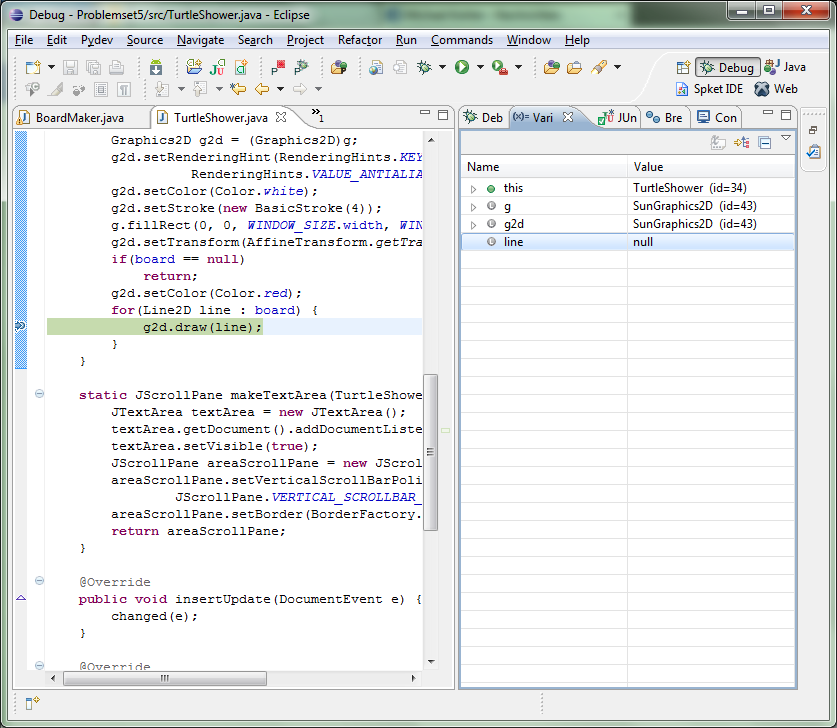 Debug - Problemset5/src/TurtleShower.java - Eclipse
File Edit Pydev Source Navigate Search Project Refactor Run Commands Window Help
Debug Java
Spket IDE Web
BoardMaker.java TurtleShower.java »1
Graphics2D g2d = (Graphics2D)g;
g2d.setRenderingHint(RenderingHints.KEY
RenderingHints.VALUE_ANTIALIA
g2d.setColor(Color.white);
g2d.setStroke(new BasicStroke(4));
g.fillRect(0, 0, WINDOW_SIZE.width, WIN
g2d.setTransform(AffineTransform.getTra
if(board == null)
return;
g2d.setColor(Color.red);
for(Line2D line : board) {
g2d.draw(line);
}
}
static JScrollPane makeTextArea(TurtleShowe
JTextArea textArea = new JTextArea();
textArea.getDocument().addDocumentListe
textArea.setVisible(true);
JScrollPane areaScrollPane = new JScrol
areaScrollPane.setVerticalScrollBarPoli
JScrollPane.VERTICAL_SCROLLBAR_
areaScrollPane.setBorder(BorderFactory.
return areaScrollPane;
}
@Override
public void insertUpdate(DocumentEvent e) {
changed(e);
}
@Override
Deb (x)= Vari JUn Bre Con
Name Value
this TurtleShower (id=34)
g SunGraphics2D (id=43)
g2d SunGraphics2D (id=43)
line null